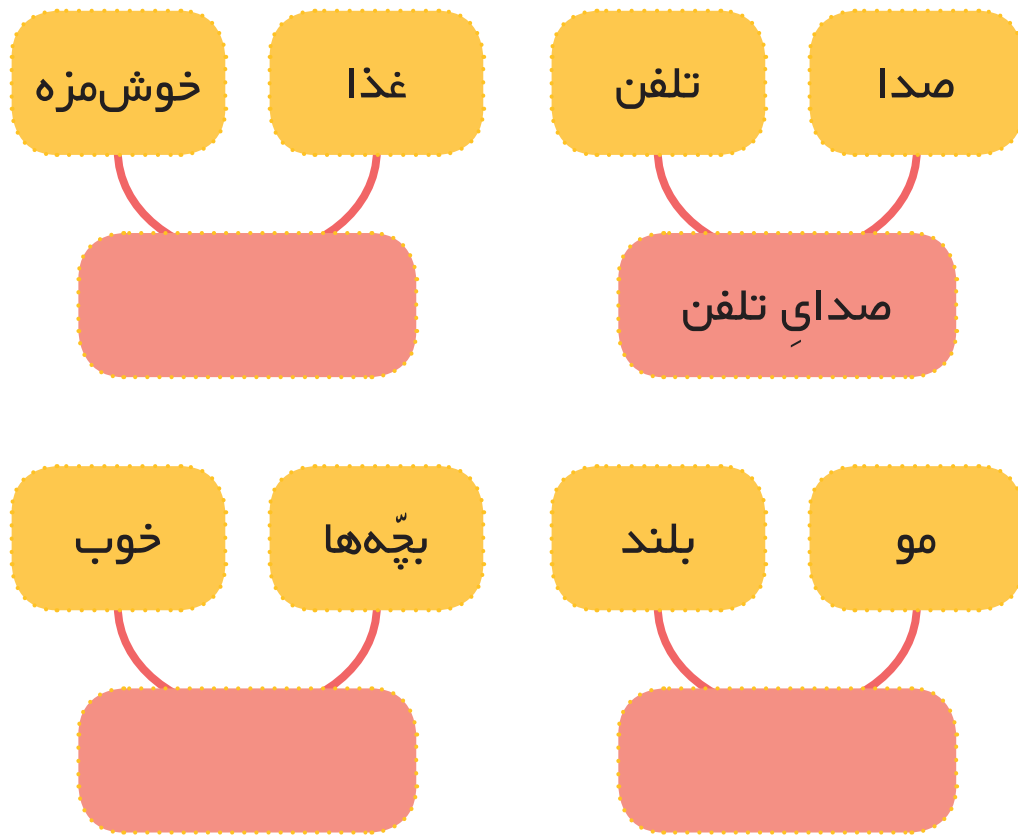 صدا
تلفن
صدایِ تلفن
غذا
خوش‌مزه
مو
بلند
بچّه‌ها
خوب